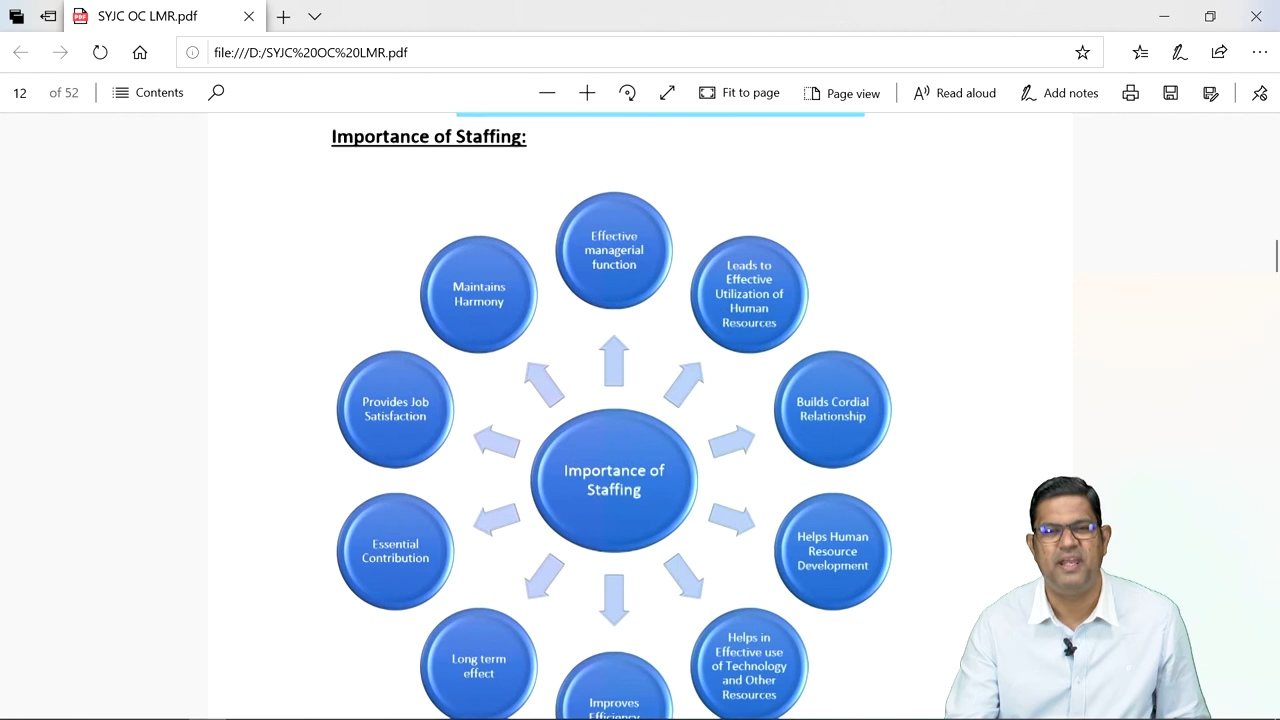 SYJC OC LMR.pdf
file:///D:/SYJC%20OC%20LMR.pdf
12 of 52
Contents
Fit to page
Page view
Read aloud
Add notes
Importance of Staffing:
Effective
managerial
function
Leads to
Effective
Utilization of
Human
Resources
Builds Cordial
Relationship
Helps Human
Resource
Development
Helps in
Effective use
of Technology
and Other
Resources
Improves
Efficiency
Long term
effect
Essential
Contribution
Provides Job
Satisfaction
Maintains
Harmony
Importance of
Staffing